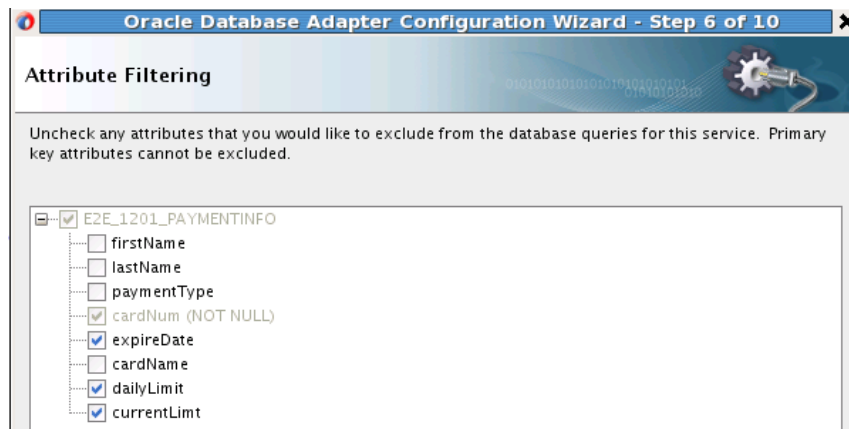 Oracle Database Adapter Configuration Wizard - Step 6 of 10
Attribute Filtering
Uncheck any attributes that you would like to exclude from the database queries for this service. Primary
key attributes cannot be excluded.
E2E_1201_PAYMENTINFO
firstName
lastName
paymentType
cardNum (NOT NULL)
expireDate
cardName
dailyLimit
currentLimt